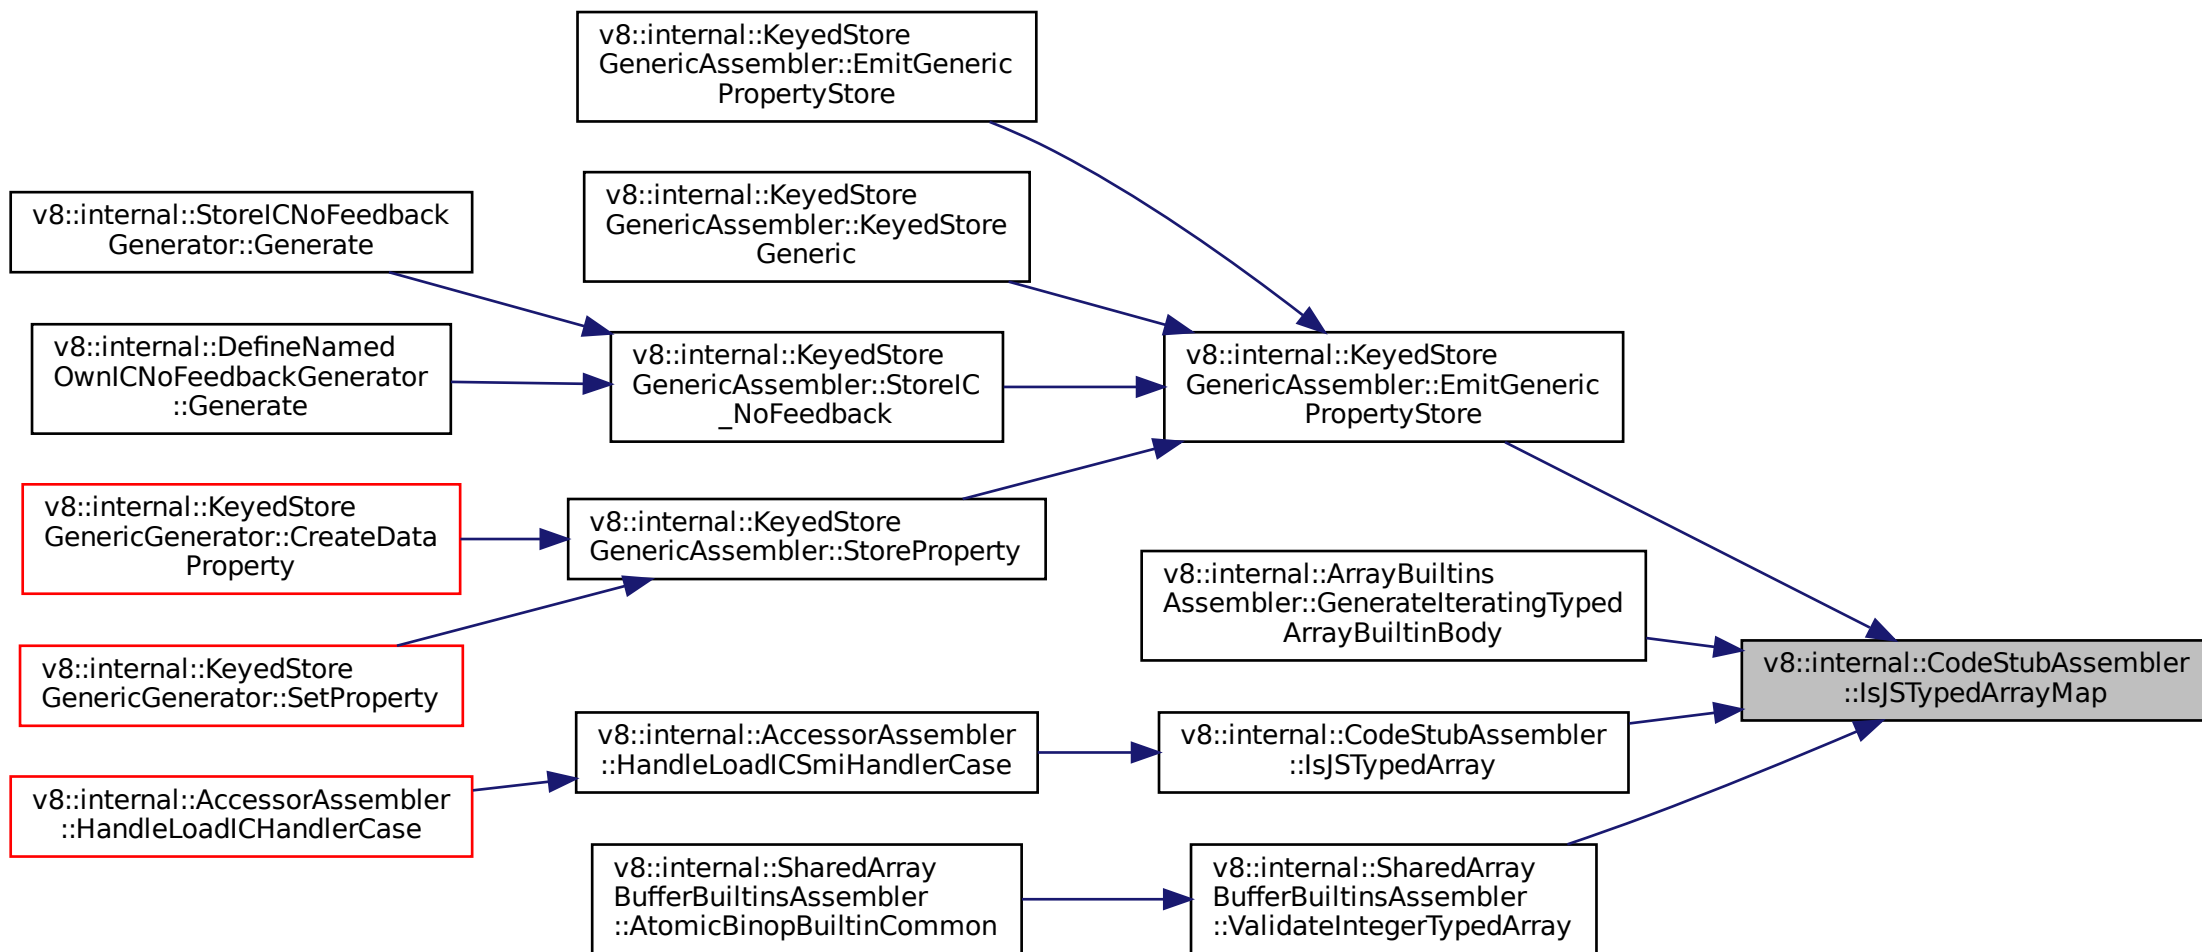 v8::internal::KeyedStore
GenericAssembler::EmitGeneric
PropertyStore
v8::internal::KeyedStore
GenericAssembler::KeyedStore
Generic
v8::internal::StoreICNoFeedback
Generator::Generate
v8::internal::DefineNamed
OwnICNoFeedbackGenerator
::Generate
v8::internal::KeyedStore
GenericAssembler::StoreIC
_NoFeedback
v8::internal::KeyedStore
GenericAssembler::EmitGeneric
PropertyStore
v8::internal::KeyedStore
GenericGenerator::CreateData
Property
v8::internal::KeyedStore
GenericAssembler::StoreProperty
v8::internal::ArrayBuiltins
Assembler::GenerateIteratingTyped
ArrayBuiltinBody
v8::internal::KeyedStore
GenericGenerator::SetProperty
v8::internal::CodeStubAssembler
::IsJSTypedArrayMap
v8::internal::AccessorAssembler
::HandleLoadICSmiHandlerCase
v8::internal::CodeStubAssembler
::IsJSTypedArray
v8::internal::AccessorAssembler
::HandleLoadICHandlerCase
v8::internal::SharedArray
BufferBuiltinsAssembler
::AtomicBinopBuiltinCommon
v8::internal::SharedArray
BufferBuiltinsAssembler
::ValidateIntegerTypedArray